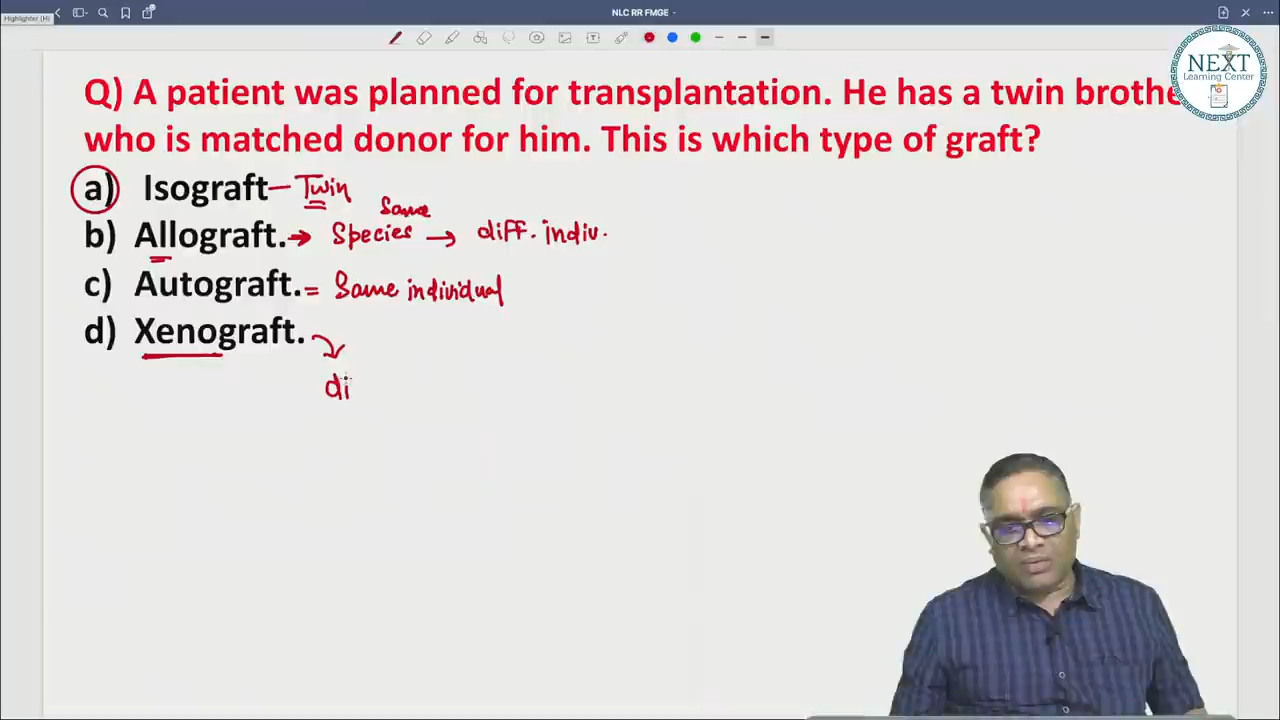 Highlighter (H)
NLC RR FMGE
NEXT
Learning Center
Q) A patient was planned for transplantation. He has a twin brothe
who is matched donor for him. This is which type of graft?
a) Isograft - Twin
Same
b) Allograft. → Species → diff. indiv.
c) Autograft. = Same individual
d) Xenograft.
di